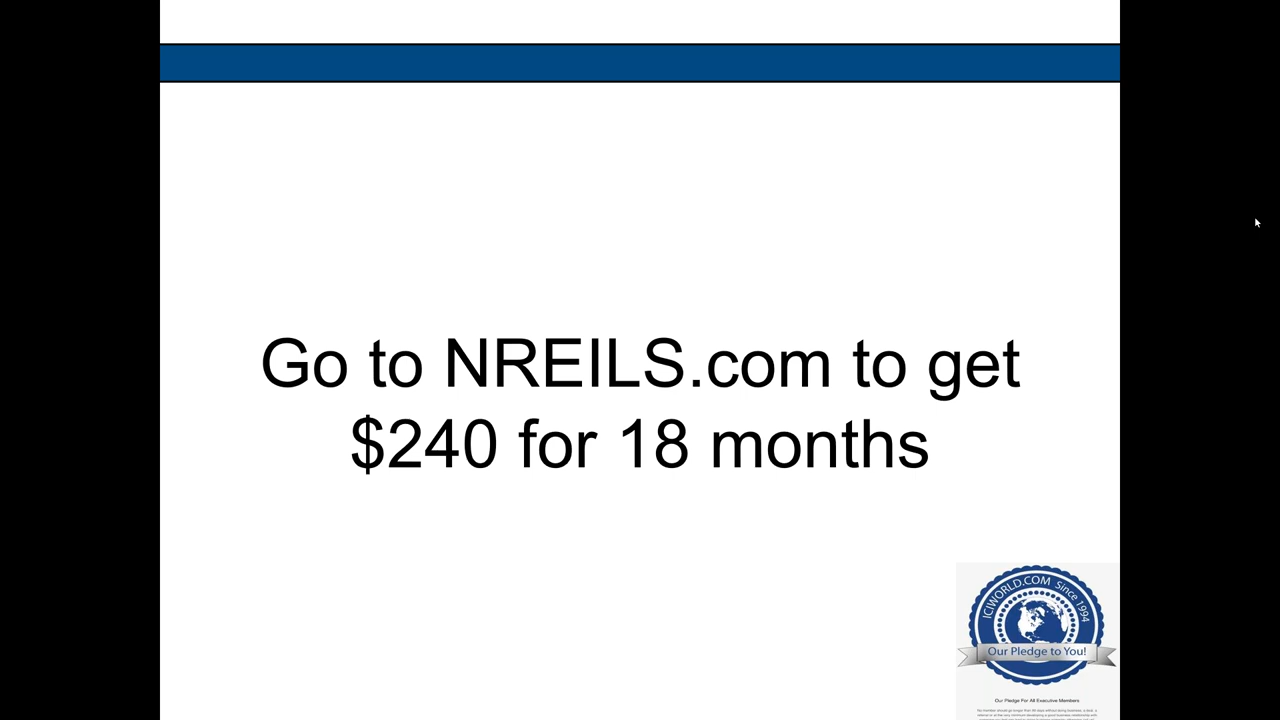 Go to NREILS.com to get
$240 for 18 months
ICIWORLD.COM Since 1994
Our Pledge to You!
Our Pledge For All Executive Members